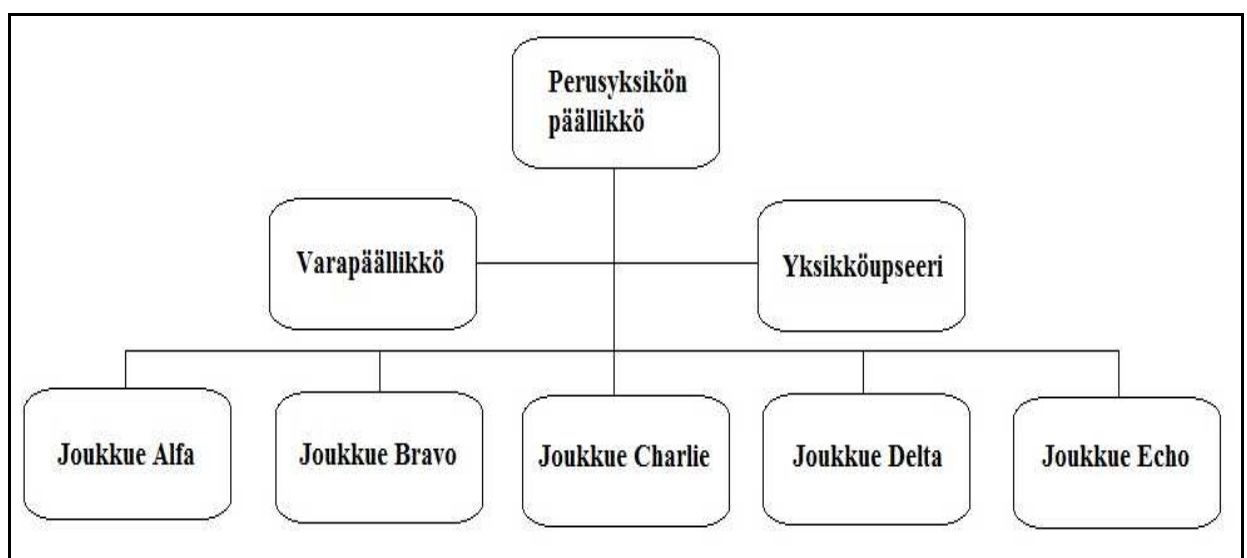 Perusyksikön
päällikkö
Varapäällikkö
Yksikköupseeri
Joukkue Alfa
Joukkue Bravo
Joukkue Charlie
Joukkue Delta
Joukkue Echo